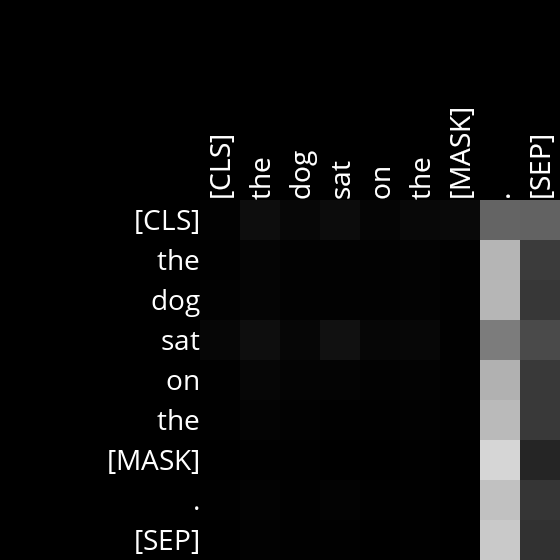 [CLS] the dog sat on the [MASK] . [SEP]
[CLS]
the
dog
sat
on
the
[MASK]
.
[SEP]